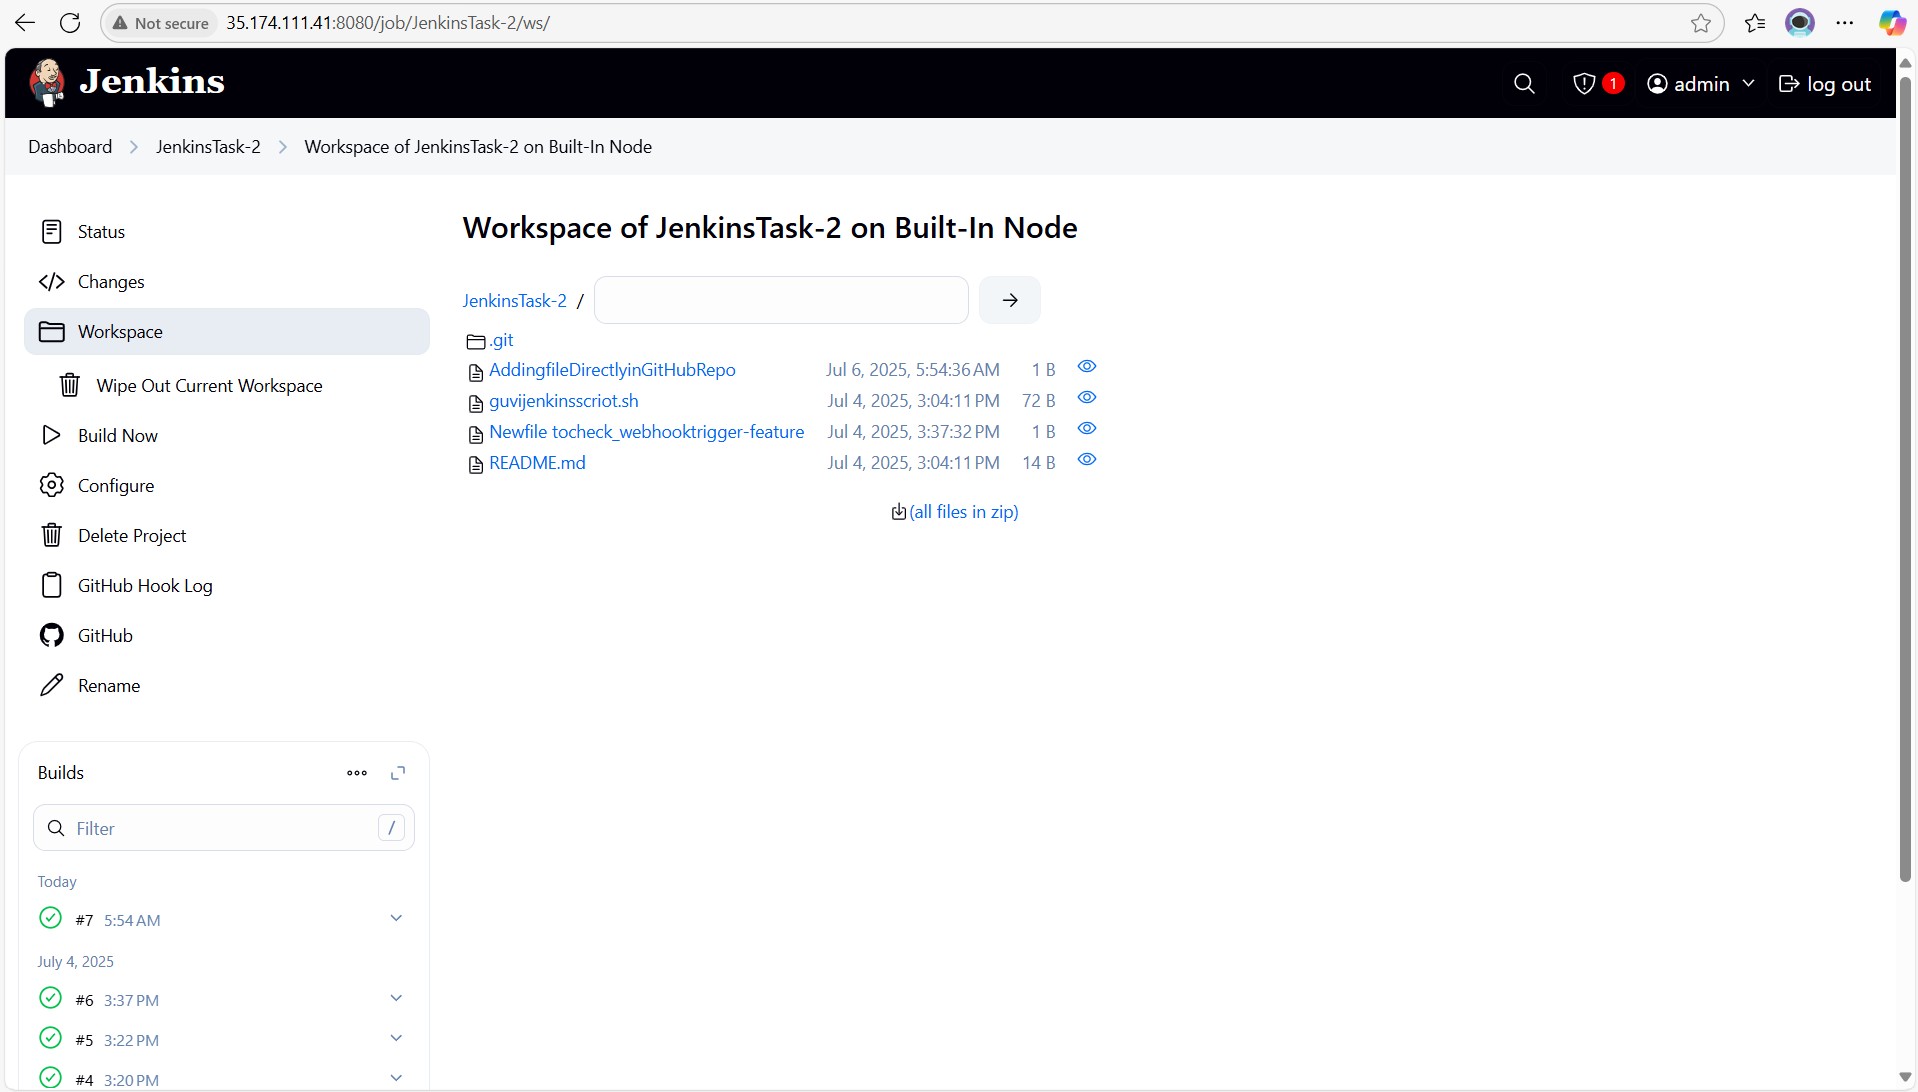 Not secure 35.174.111.41:8080/job/JenkinsTask-2/ws/
Jenkins
1 admin log out
Dashboard JenkinsTask-2 Workspace of JenkinsTask-2 on Built-In Node
Status
Changes
Workspace
Wipe Out Current Workspace
Build Now
Configure
Delete Project
GitHub Hook Log
GitHub
Rename
Workspace of JenkinsTask-2 on Built-In Node
JenkinsTask-2 /
.git
AddingfileDirectlyinGitHubRepo Jul 6, 2025, 5:54:36 AM 1 B
guvijenkinsscriot.sh Jul 4, 2025, 3:04:11 PM 72 B
Newfile tocheck_webhooktrigger-feature Jul 4, 2025, 3:37:32 PM 1 B
README.md Jul 4, 2025, 3:04:11 PM 14 B
(all files in zip)
Builds
Filter /
Today
#7 5:54 AM
July 4, 2025
#6 3:37 PM
#5 3:22 PM
#4 3:20 PM